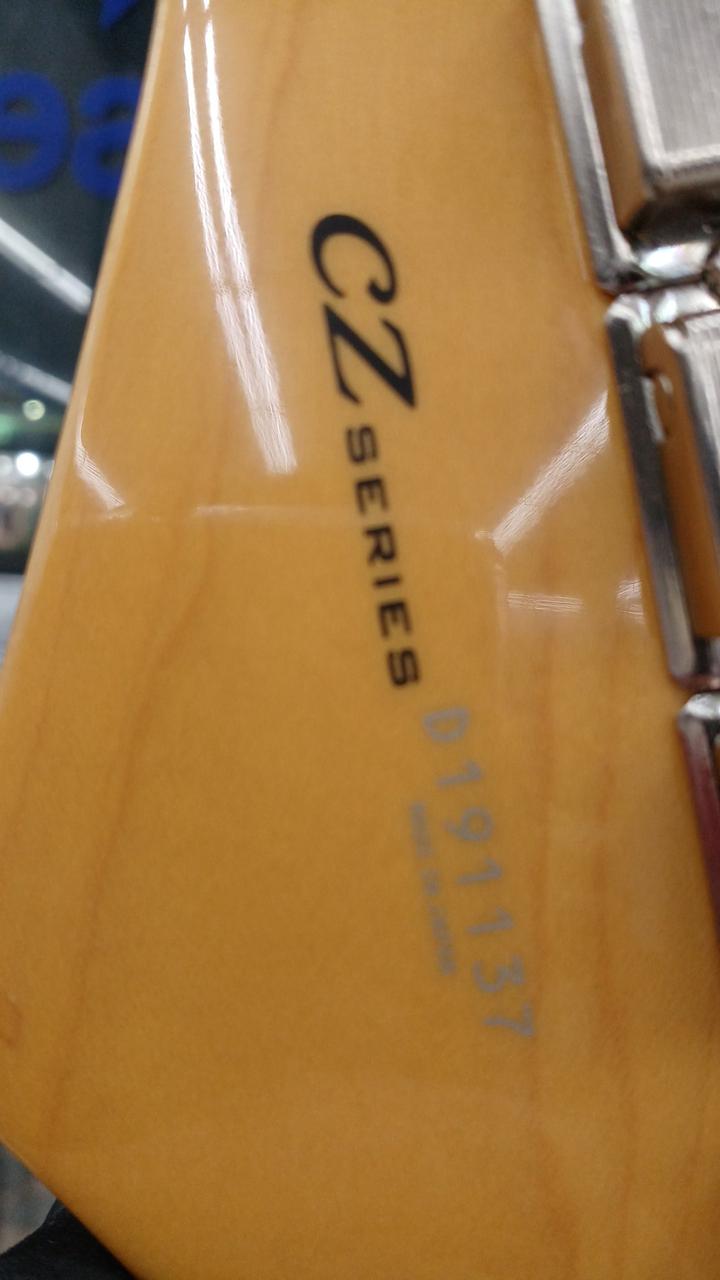 CZ SERIES
D191137
MADE IN JAPAN